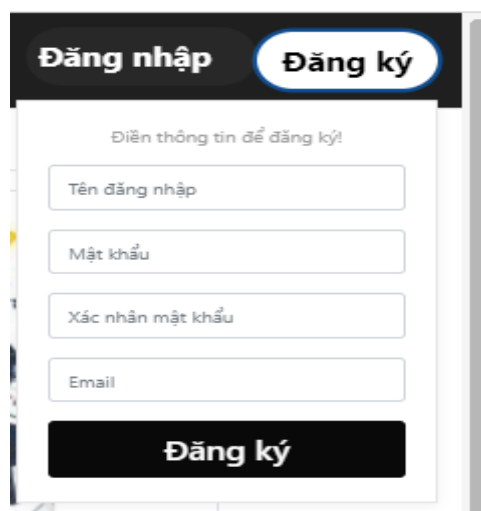 Đăng nhập
Đăng ký
Điền thông tin để đăng ký!
Tên đăng nhập
Mật khẩu
Xác nhân mật khẩu
Email
Đăng ký